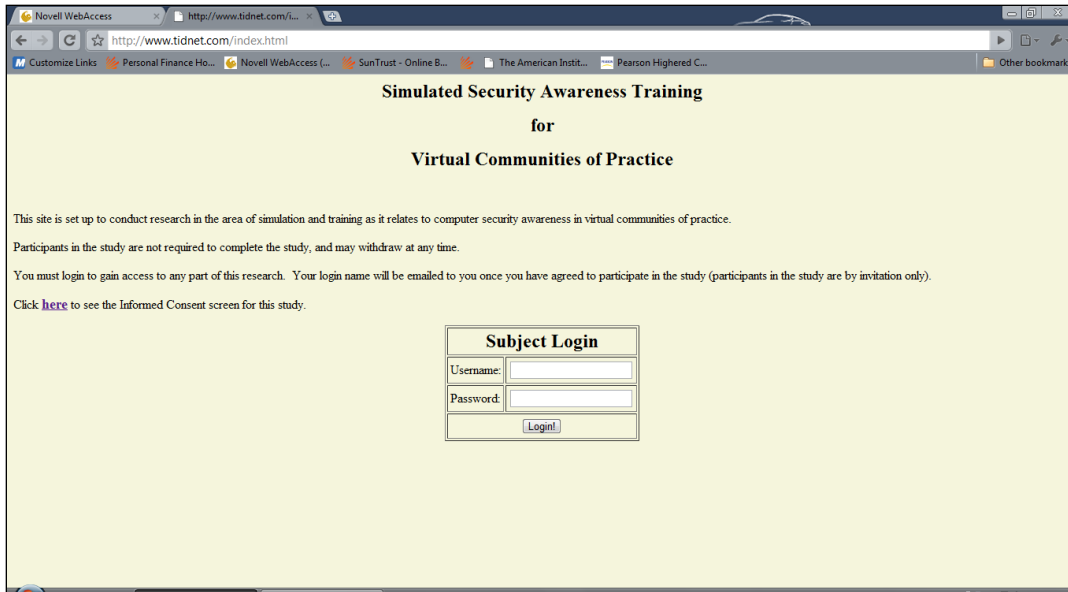 Novell WebAccess
http://www.tidnet.com/i...
http://www.tidnet.com/index.html
Customize Links Personal Finance Ho... Novell WebAccess (... SunTrust - Online B... The American Instit... Pearson Highered C... Other bookmark
Simulated Security Awareness Training
for
Virtual Communities of Practice
This site is set up to conduct research in the area of simulation and training as it relates to computer security awareness in virtual communities of practice.
Participants in the study are not required to complete the study, and may withdraw at any time.
You must login to gain access to any part of this research. Your login name will be emailed to you once you have agreed to participate in the study (participants in the study are by invitation only).
Click here to see the Informed Consent screen for this study.
Subject Login
Username:
Password:
Login!